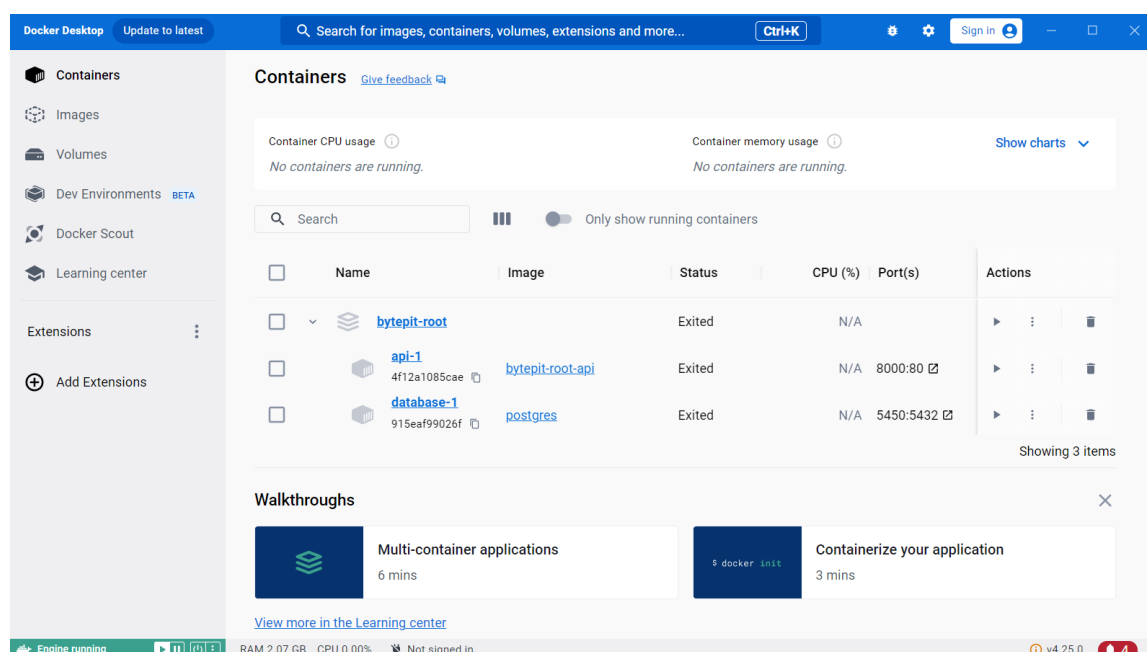 Docker Desktop Update to latest Search for images, containers, volumes, extensions and more... Ctrl+K Sign in
Containers
Images
Volumes
Dev Environments BETA
Docker Scout
Learning center
Extensions
Add Extensions
Containers Give feedback
Container CPU usage
No containers are running.
Container memory usage
No containers are running.
Show charts
Search
Only show running containers
Name Image Status CPU (%) Port(s) Actions
bytepit-root Exited N/A
api-1
4f12a1085cae
bytepit-root-api Exited N/A 8000:80
database-1
915eaf99026f
postgres Exited N/A 5450:5432
Showing 3 items
Walkthroughs
Multi-container applications
6 mins
$ docker init
Containerize your application
3 mins
View more in the Learning center
Engine running RAM 2.07 GB CPU 0.00% Not signed in v4.25.0 4